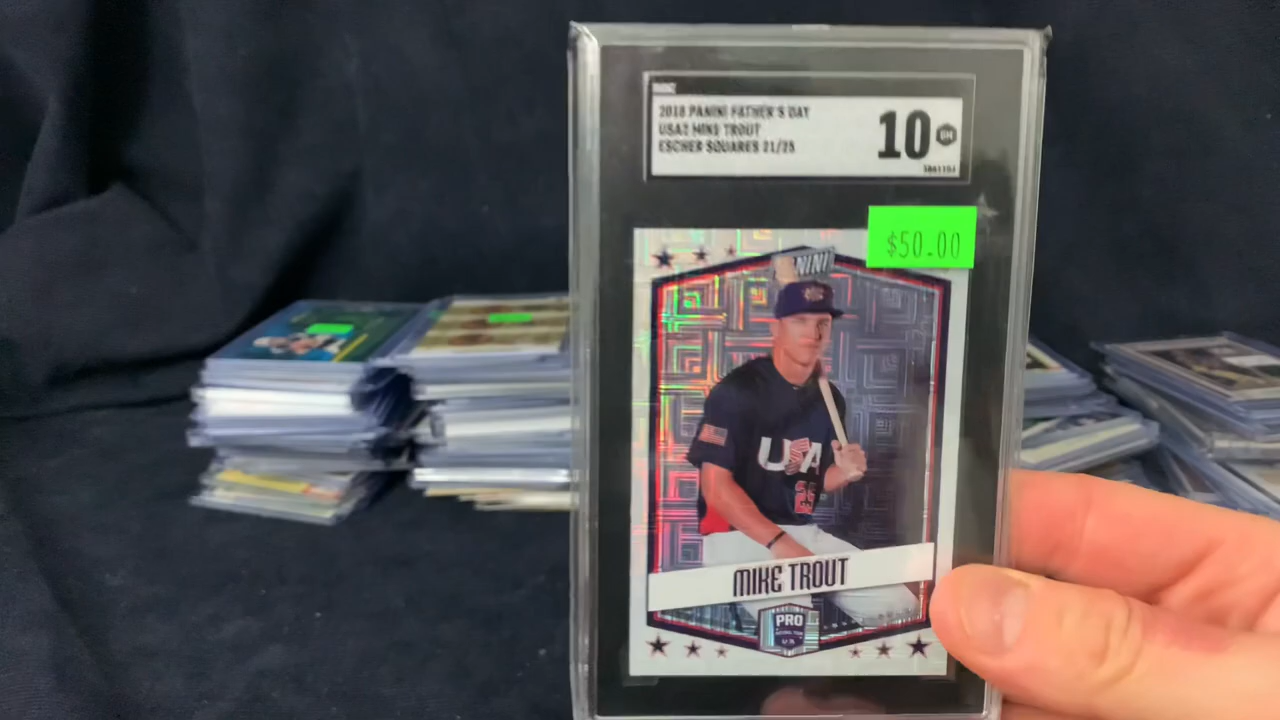 2018 PANINI FATHER'S DAY
USA2 MIKE TROUT
ESCHER SQUARES 21/25
10
GM
$50.00
PANINI
USA
MIKE TROUT
PRO